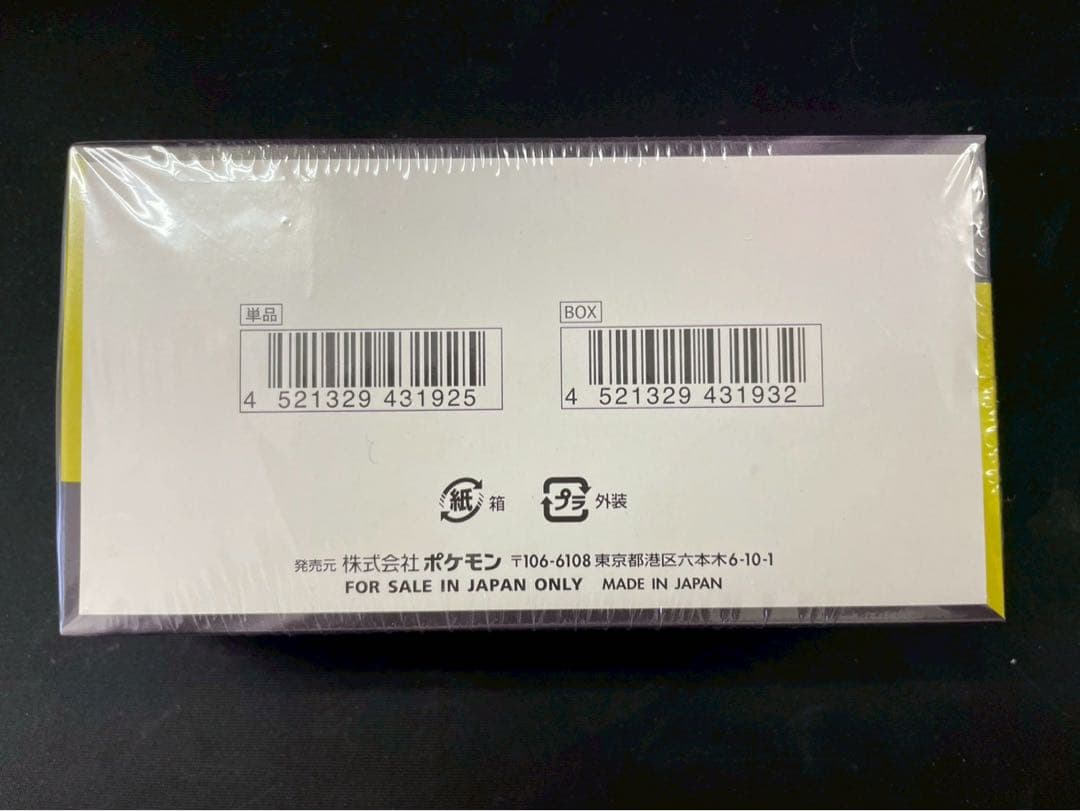 単品
BOX
4 521329 431925
4 521329 431932
紙 箱
プラ 外装
発売元 株式会社 ポケモン 〒106-6108 東京都港区六本木6-10-1
FOR SALE IN JAPAN ONLY MADE IN JAPAN